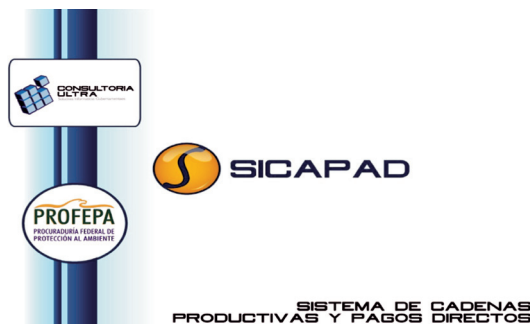 CONSULTORIA
ULTRA
SICAPAD
PROFEPA
PROCURADURÍA FEDERAL DE
PROTECCIÓN AL AMBIENTE
SISTEMA DE CADENAS
PRODUCTIVAS Y PAGOS DIRECTOS